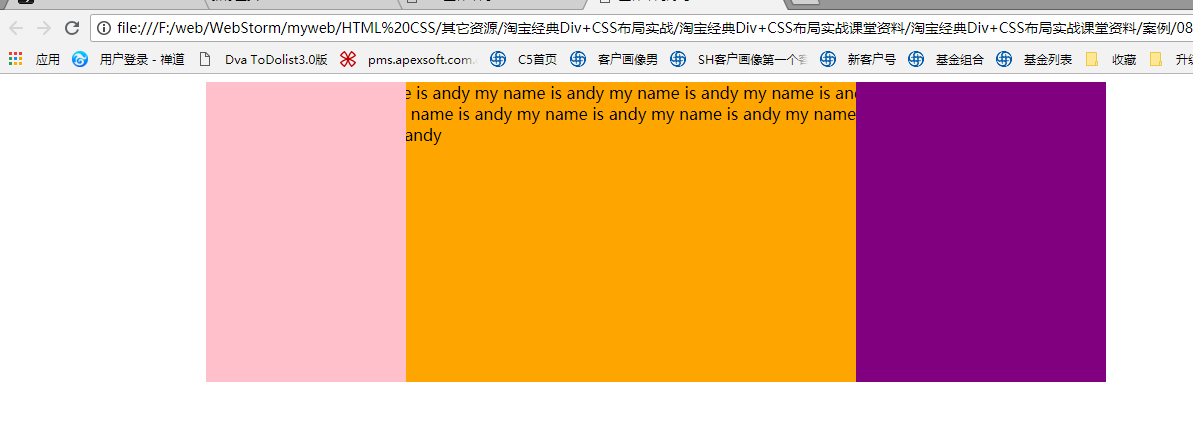 file:///F:/web/WebStorm/myweb/HTML%20CSS/其它资源/淘宝经典Div+CSS布局实战/淘宝经典Div+CSS布局实战课堂资料/淘宝经典Div+CSS布局实战课堂资料/案例/08
应用 用户登录 - 禅道 Dva ToDolist3.0版 pms.apexsoft.com. C5首页 客户画像男 SH客户画像第一个客 新客户号 基金组合 基金列表 收藏 升级
e is andy my name is andy my name is andy my name is and
name is andy my name is andy my name is andy my name
andy